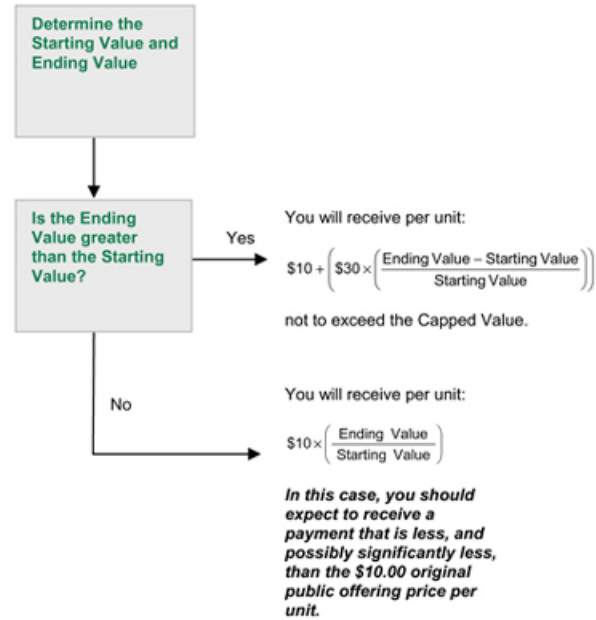 Determine the
Starting Value and
Ending Value
Is the Ending
Value greater
than the Starting
Value?
Yes
You will receive per unit:
$10 + ( $30 × ( Ending Value – Starting Value
Starting Value ) )
not to exceed the Capped Value.
No
You will receive per unit:
$10 × ( Ending Value
Starting Value )
In this case, you should
expect to receive a
payment that is less, and
possibly significantly less,
than the $10.00 original
public offering price per
unit.